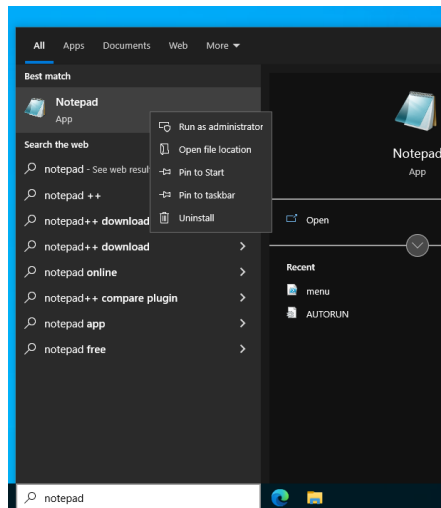 All Apps Documents Web More
Best match
Notepad
App
Search the web
notepad - See web resul
notepad ++
notepad++ download
notepad++ download
notepad online
notepad++ compare plugin
notepad app
notepad free
Run as administrator
Open file location
Pin to Start
Pin to taskbar
Uninstall
Notepad
App
Open
Recent
menu
AUTORUN
notepad